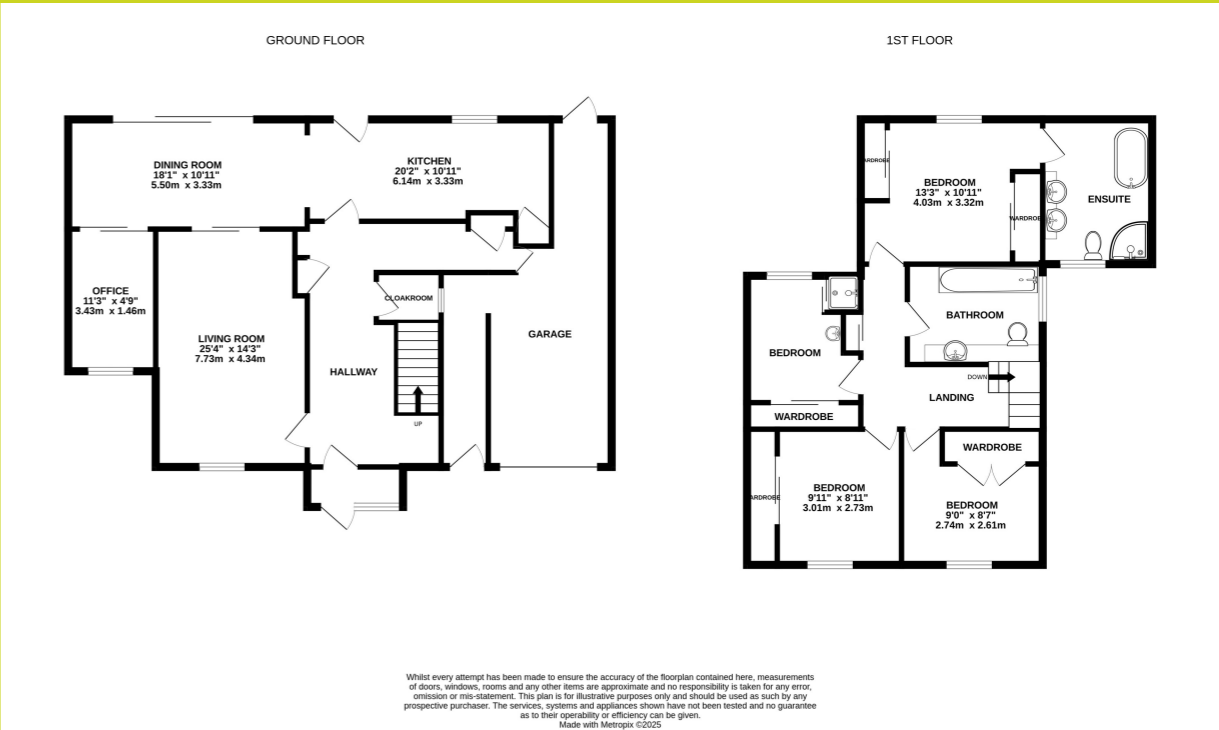 GROUND FLOOR
1ST FLOOR
DINING ROOM
18'1" x 10'11"
5.50m x 3.33m
KITCHEN
20'2" x 10'11"
6.14m x 3.33m
OFFICE
11'3" x 4'9"
3.43m x 1.46m
LIVING ROOM
25'4" x 14'3"
7.73m x 4.34m
CLOAKROOM
HALLWAY
UP
GARAGE
ARDROBE
BEDROOM
13'3" x 10'11"
4.03m x 3.32m
WARDROBE
ENSUITE
BEDROOM
BATHROOM
DOWN
LANDING
WARDROBE
WARDROBE
ARDROBE
BEDROOM
9'11" x 8'11"
3.01m x 2.73m
BEDROOM
9'0" x 8'7"
2.74m x 2.61m
Whilst every attempt has been made to ensure the accuracy of the floorplan contained here, measurements
of doors, windows, rooms and any other items are approximate and no responsibility is taken for any error,
omission or mis-statement. This plan is for illustrative purposes only and should be used as such by any
prospective purchaser. The services, systems and appliances shown have not been tested and no guarantee
as to their operability or efficiency can be given.
Made with Metropix ©2025